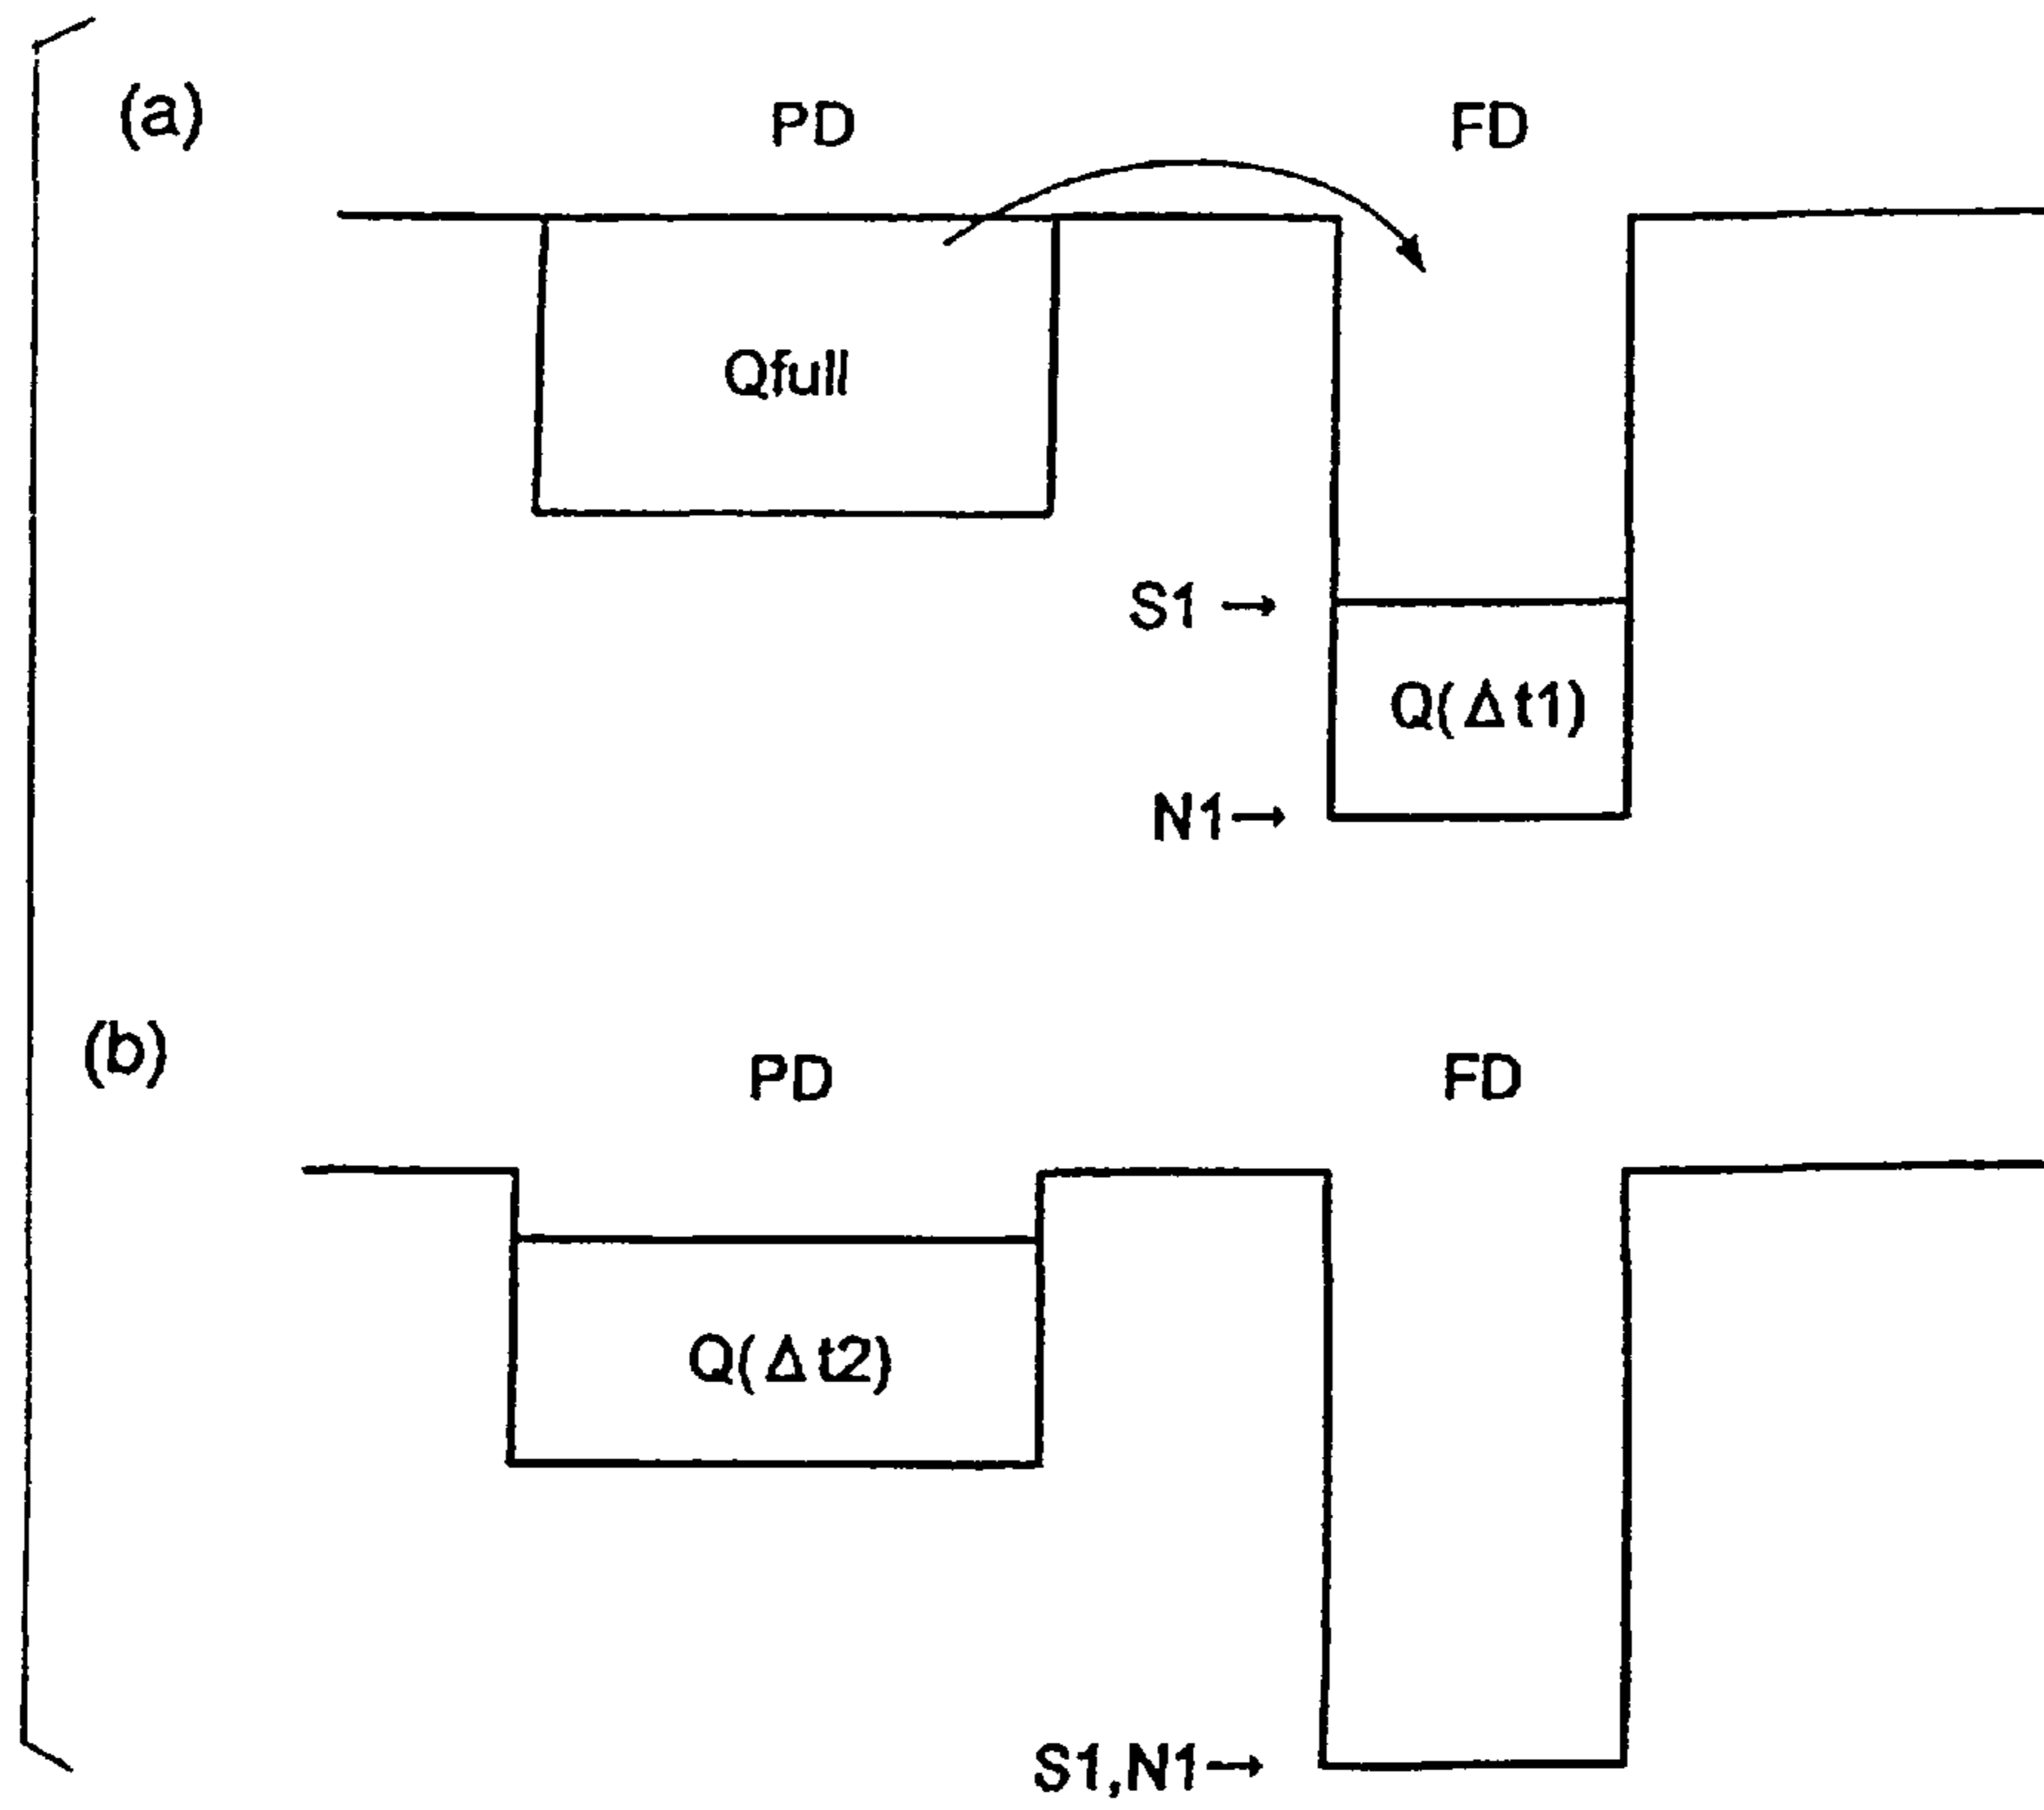 (a)
PD
FD
Qfull
S1→
Q(Δt1)
N1→
(b)
PD
FD
Q(Δt2)
S1,N1→